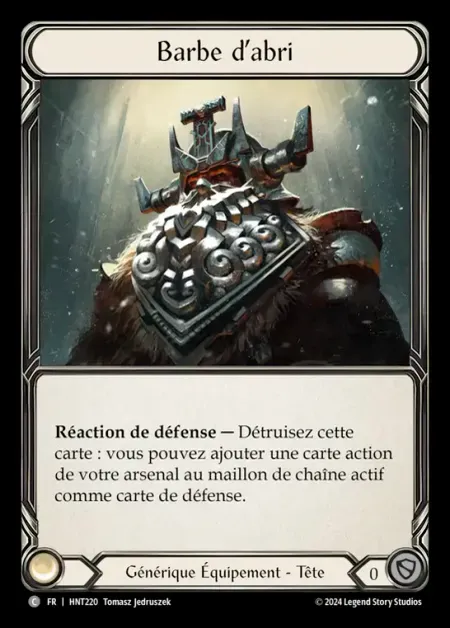 Barbe d'abri
Réaction de défense — Détruisez cette
carte : vous pouvez ajouter une carte action
de votre arsenal au maillon de chaîne actif
comme carte de défense.
Générique Équipement - Tête
0
C FR | HNT220 Tomasz Jedruszek
© 2024 Legend Story Studios